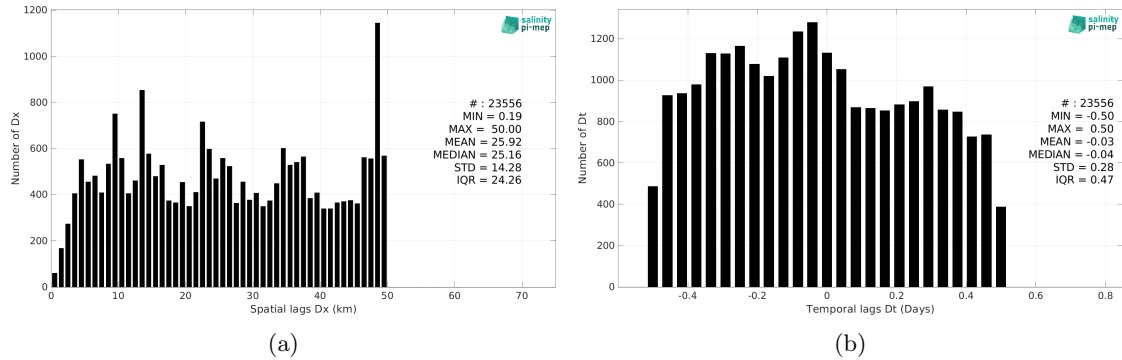 1200
1000
800
600
400
200
0
Number of Dx
salinity
pi-mep
# : 23556
MIN = 0.19
MAX = 50.00
MEAN = 25.92
MEDIAN = 25.16
STD = 14.28
IQR = 24.26
0 10 20 30 40 50 60 70
Spatial lags Dx (km)
(a)
1200
1000
800
600
400
200
0
Number of Dt
salinity
pi-mep
# : 23556
MIN = -0.50
MAX = 0.50
MEAN = -0.03
MEDIAN = -0.04
STD = 0.28
IQR = 0.47
-0.4 -0.2 0 0.2 0.4 0.6 0.8
Temporal lags Dt (Days)
(b)